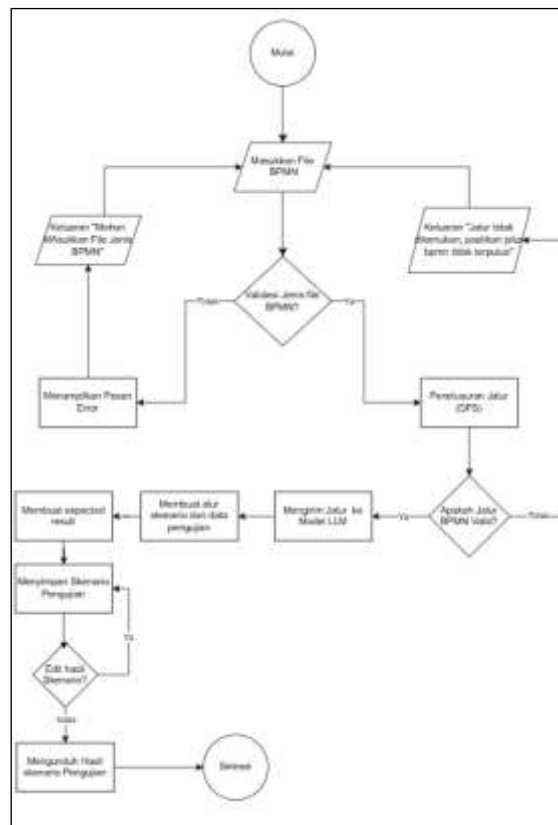 Mulai
Masukkan File
BPMN
Keluaran "Mohon
Masukkan File Jenis
BPMN"
Keluaran "Jalur tidak
ditemukan, pastikan jalur
bpmn tidak terputus"
Validasi Jenis file
BPMN?
Tidak
Ya
Menampilkan Pesan
Error
Penelusuran Jalur
(DFS)
Membuat expected
result
Membuat alur
skenario dan data
pengujian
Mengirim Jalur ke
Model LLM
Ya
Apakah Jalur
BPMN Valid?
Tidak
Menyimpan Skenario
Pengujian
Ya
Edit hasil
Skenario?
Tidak
Mengunduh Hasil
skenario Pengujian
Selesai